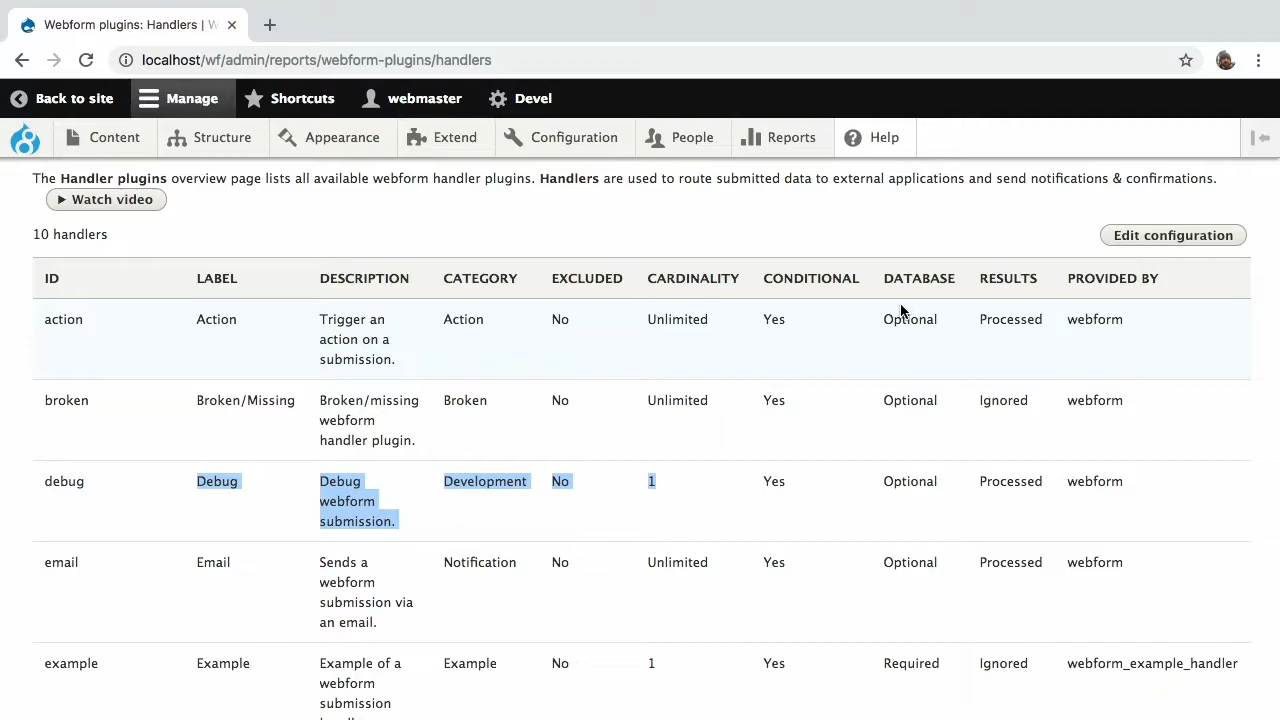 Webform plugins: Handlers | W
localhost/wf/admin/reports/webform-plugins/handlers
Back to site Manage Shortcuts webmaster Devel
Content Structure Appearance Extend Configuration People Reports Help
The Handler plugins overview page lists all available webform handler plugins. Handlers are used to route submitted data to external applications and send notifications & confirmations.
Watch video
10 handlers
Edit configuration
ID LABEL DESCRIPTION CATEGORY EXCLUDED CARDINALITY CONDITIONAL DATABASE RESULTS PROVIDED BY
action Action Trigger an Action No Unlimited Yes Optional Processed webform
action on a
submission.
broken Broken/Missing Broken/missing Broken No Unlimited Yes Optional Ignored webform
webform
handler plugin.
debug Debug Debug Development No 1 Yes Optional Processed webform
webform
submission.
email Email Sends a Notification No Unlimited Yes Optional Processed webform
webform
submission via
an email.
example Example Example of a Example No 1 Yes Required Ignored webform_example_handler
webform
submission